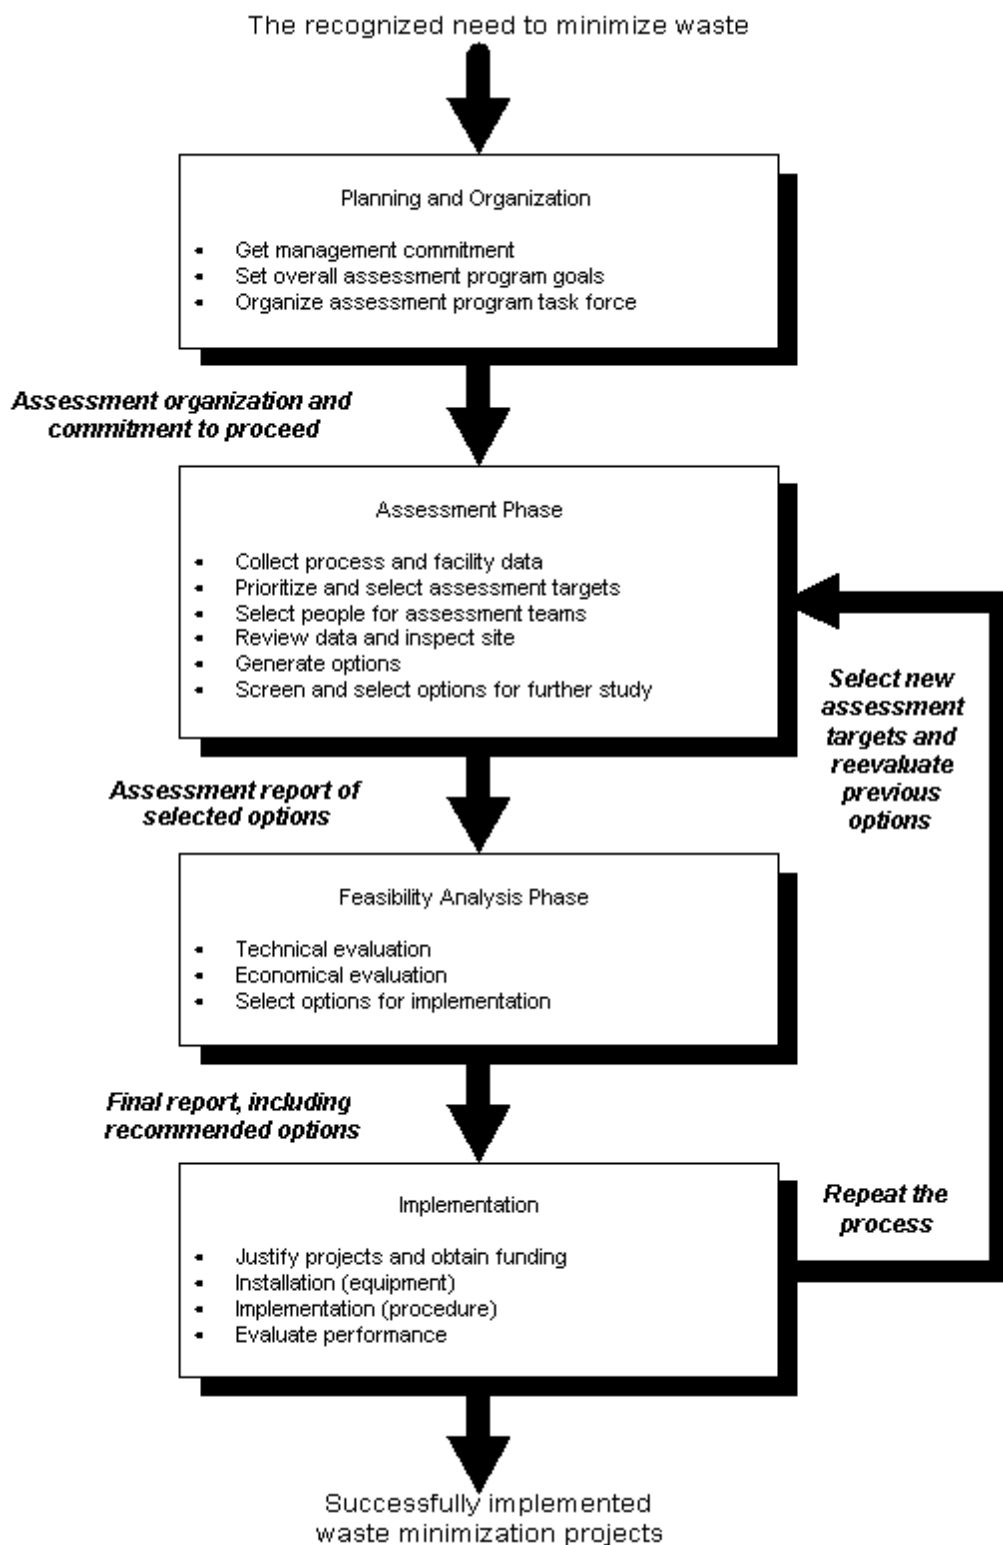 The recognized need to minimize waste
Planning and Organization
• Get management commitment
• Set overall assessment program goals
• Organize assessment program task force
Assessment organization and
commitment to proceed
Assessment Phase
• Collect process and facility data
• Prioritize and select assessment targets
• Select people for assessment teams
• Review data and inspect site
• Generate options
• Screen and select options for further study
Select new
assessment
targets and
reevaluate
previous
options
Assessment report of
selected options
Feasibility Analysis Phase
• Technical evaluation
• Economical evaluation
• Select options for implementation
Final report, including
recommended options
Implementation
• Justify projects and obtain funding
• Installation (equipment)
• Implementation (procedure)
• Evaluate performance
Repeat the
process
Successfully implemented
waste minimization projects